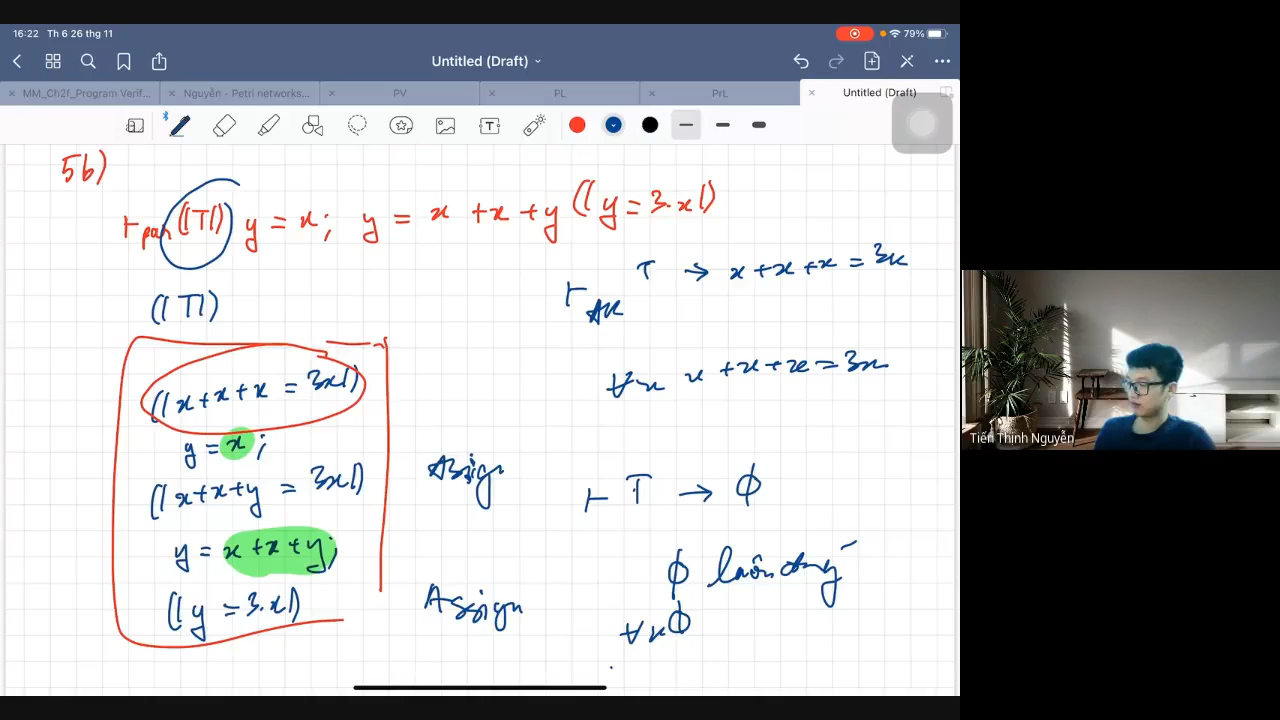 16:22 Th 6 26 thg 11
79%
Untitled (Draft)
MM_Ch2f_Program Verif...
Nguyễn - Petri networks...
PV
PL
PrL
Untitled (Draft)
5b)
⊢par (|T|) y = x; y = x + x + y (|y = 3.x|)
(|T|)
(|x+x+x = 3x|)
y = x;
(|x+x+y = 3x|)
Assign
y = x+x+y;
(|y = 3.x|)
Assign
⊢AR T → x+x+x = 3x
∀x x+x+x = 3x
⊢ T → ϕ
ϕ luôn đúng
∀x ϕ
Tiến Thịnh Nguyễn